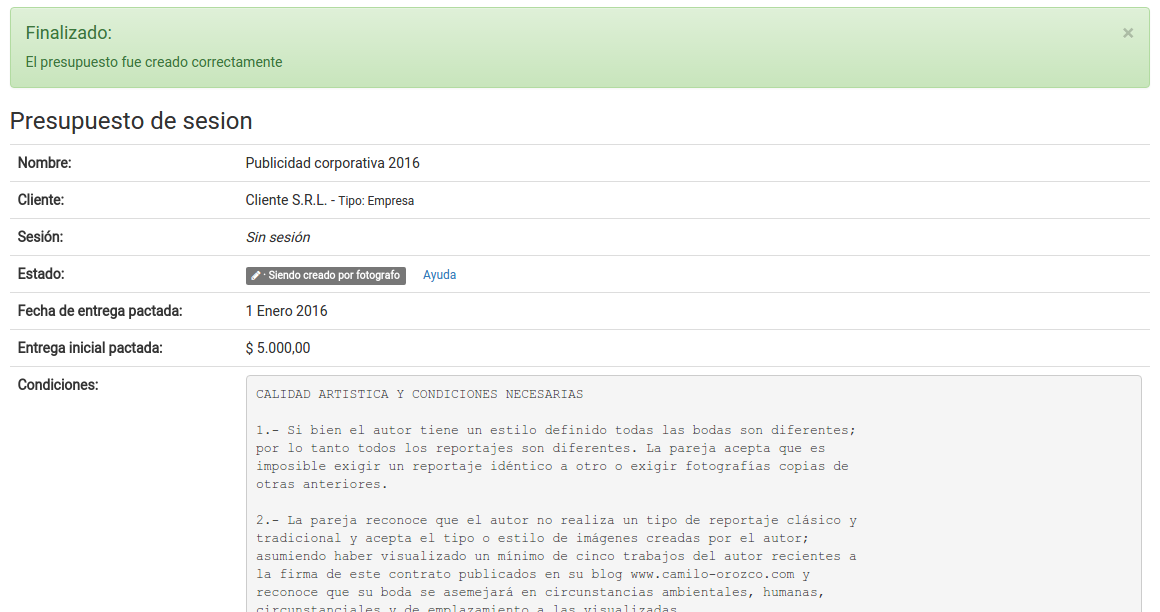 Finalizado:
×
El presupuesto fue creado correctamente
Presupuesto de sesion
Nombre: Publicidad corporativa 2016
Cliente: Cliente S.R.L. - Tipo: Empresa
Sesión: Sin sesión
Estado: · Siendo creado por fotografo Ayuda
Fecha de entrega pactada: 1 Enero 2016
Entrega inicial pactada: $ 5.000,00
Condiciones:
CALIDAD ARTISTICA Y CONDICIONES NECESARIAS
1.- Si bien el autor tiene un estilo definido todas las bodas son diferentes;
por lo tanto todos los reportajes son diferentes. La pareja acepta que es
imposible exigir un reportaje idéntico a otro o exigir fotografías copias de
otras anteriores.
2.- La pareja reconoce que el autor no realiza un tipo de reportaje clásico y
tradicional y acepta el tipo o estilo de imágenes creadas por el autor;
asumiendo haber visualizado un mínimo de cinco trabajos del autor recientes a
la firma de este contrato publicados en su blog www.camilo-orozco.com y
reconoce que su boda se asemejará en circunstancias ambientales, humanas,
circunstanciales y de emplazamiento a las visualizadas.